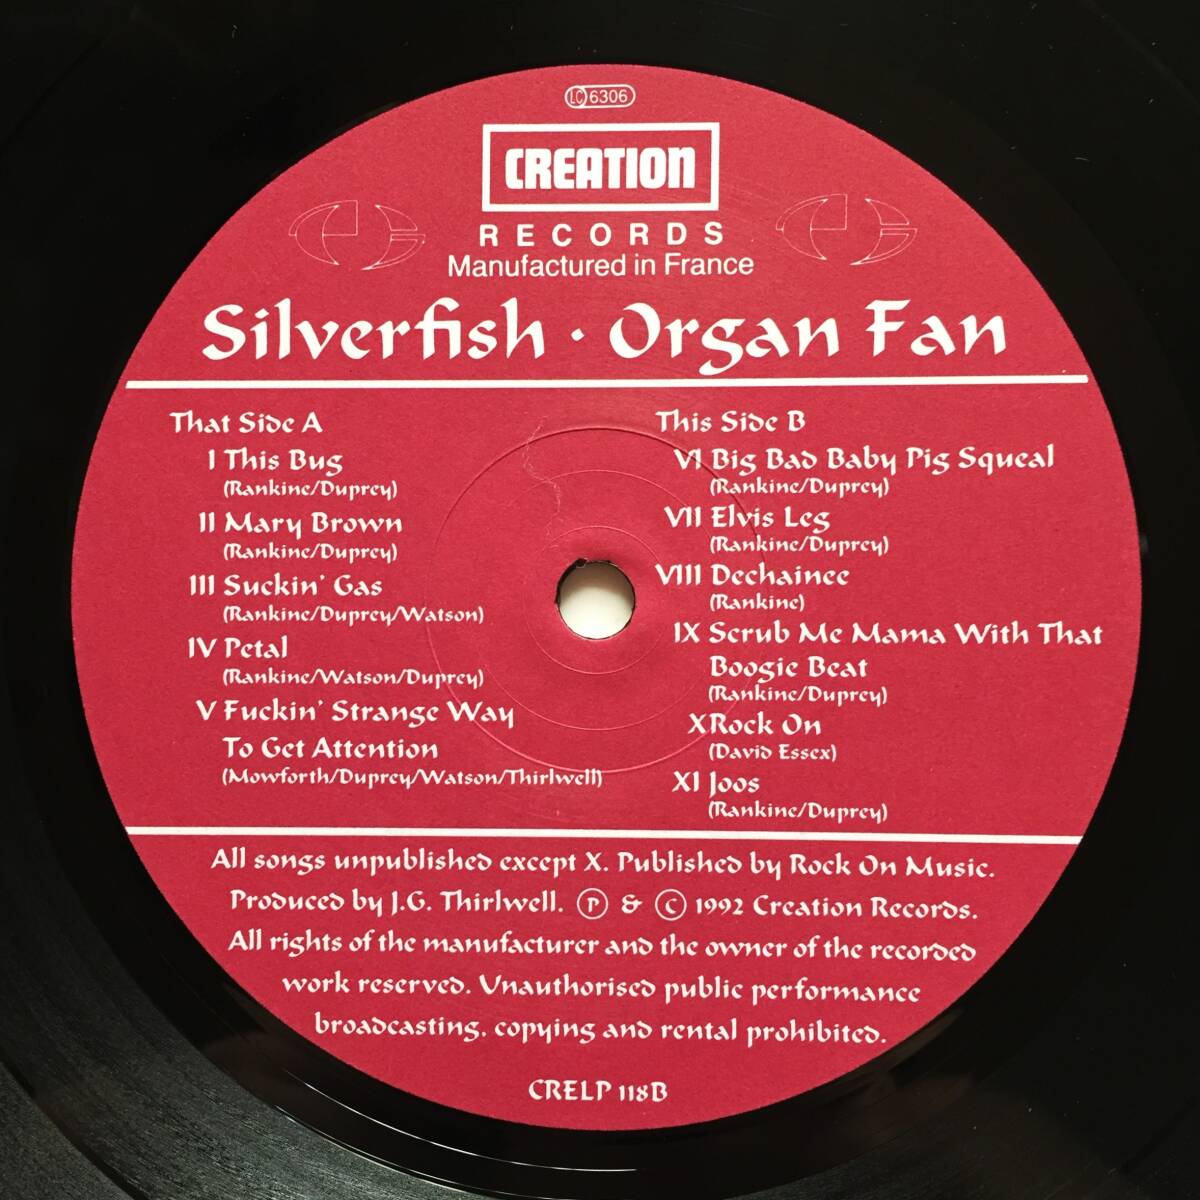 LC 6306
CREATION
RECORDS
Manufactured in France
Silverfish · Organ Fan
That Side A
I This Bug
(Rankine/Duprey)
II Mary Brown
(Rankine/Duprey)
III Suckin' Gas
(Rankine/Duprey/Watson)
IV Petal
(Rankine/Watson/Duprey)
V Fuckin' Strange Way
To Get Attention
(Mowforth/Duprey/Watson/Thirlwell)
This Side B
VI Big Bad Baby Pig Squeal
(Rankine/Duprey)
VII Elvis Leg
(Rankine/Duprey)
VIII Dechainee
(Rankine)
IX Scrub Me Mama With That
Boogie Beat
(Rankine/Duprey)
X Rock On
(David Essex)
XI Joos
(Rankine/Duprey)
All songs unpublished except X. Published by Rock On Music.
Produced by J.G. Thirlwell. Ⓟ & © 1992 Creation Records.
All rights of the manufacturer and the owner of the recorded
work reserved. Unauthorised public performance
broadcasting, copying and rental prohibited.
CRELP 118B